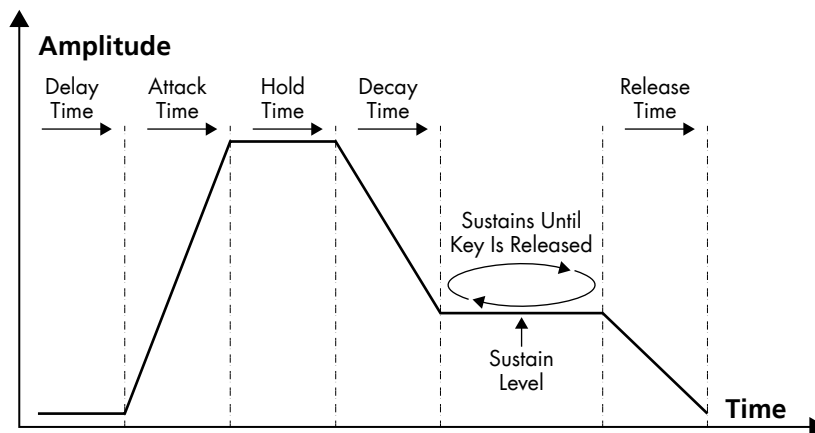 Amplitude
Delay
Time
Attack
Time
Hold
Time
Decay
Time
Release
Time
Sustains Until
Key Is Released
Sustain
Level
Time